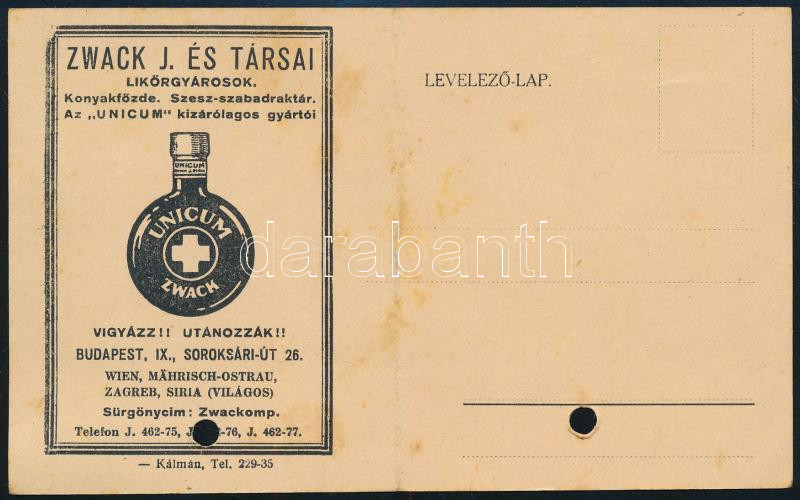 ZWACK J. ÉS TÁRSAI
LIKŐRGYÁROSOK.
Konyakfőzde. Szesz-szabadraktár.
Az „UNICUM" kizárólagos gyártói
UNICUM
UNICUM
ZWACK
VIGYÁZZ!! UTÁNOZZÁK!!
BUDAPEST, IX., SOROKSÁRI-ÚT 26.
WIEN, MÄHRISCH-OSTRAU,
ZAGREB, SIRIA (VILÁGOS)
Sürgönycim: Zwackomp.
Telefon J. 462-75, J. -76, J. 462-77.
— Kálmán, Tel. 229-35
LEVELEZŐ-LAP.
darabanth